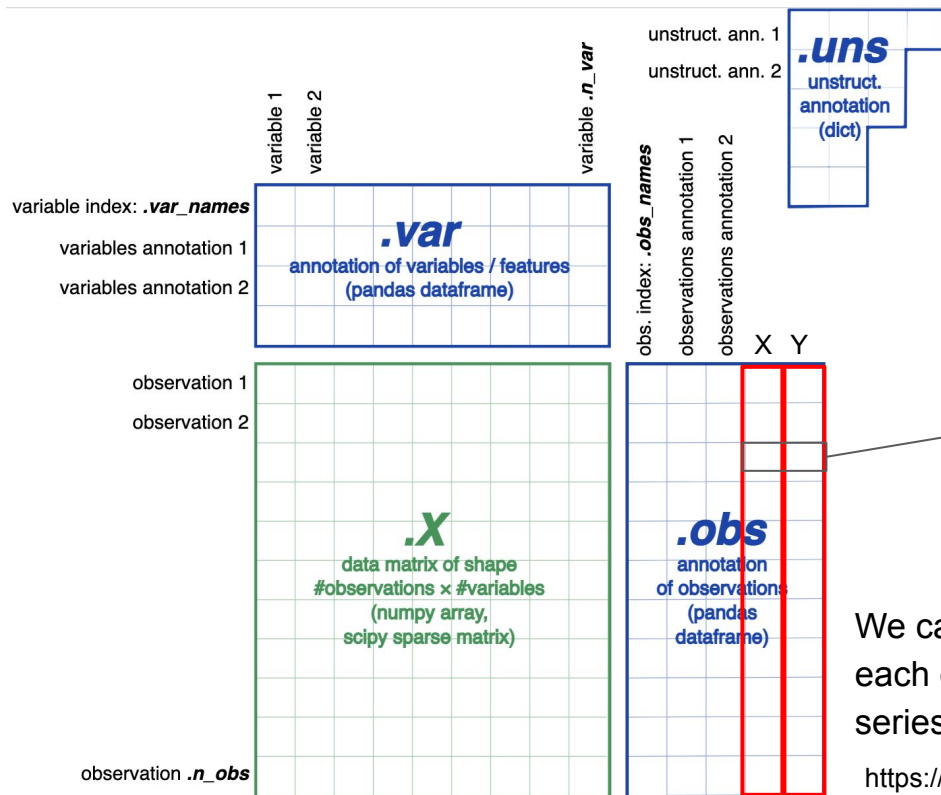 unstruct. ann. 1
unstruct. ann. 2
.uns
unstruct.
annotation
(dict)
variable 1
variable 2
variable .n_var
variable index: .var_names
variables annotation 1
variables annotation 2
.var
annotation of variables / features
(pandas dataframe)
obs. index: .obs_names
observations annotation 1
observations annotation 2
X Y
observation 1
observation 2
.X
data matrix of shape
#observations × #variables
(numpy array,
scipy sparse matrix)
.obs
annotation
of observations
(pandas
dataframe)
observation .n_obs
We ca
each
series
https:/